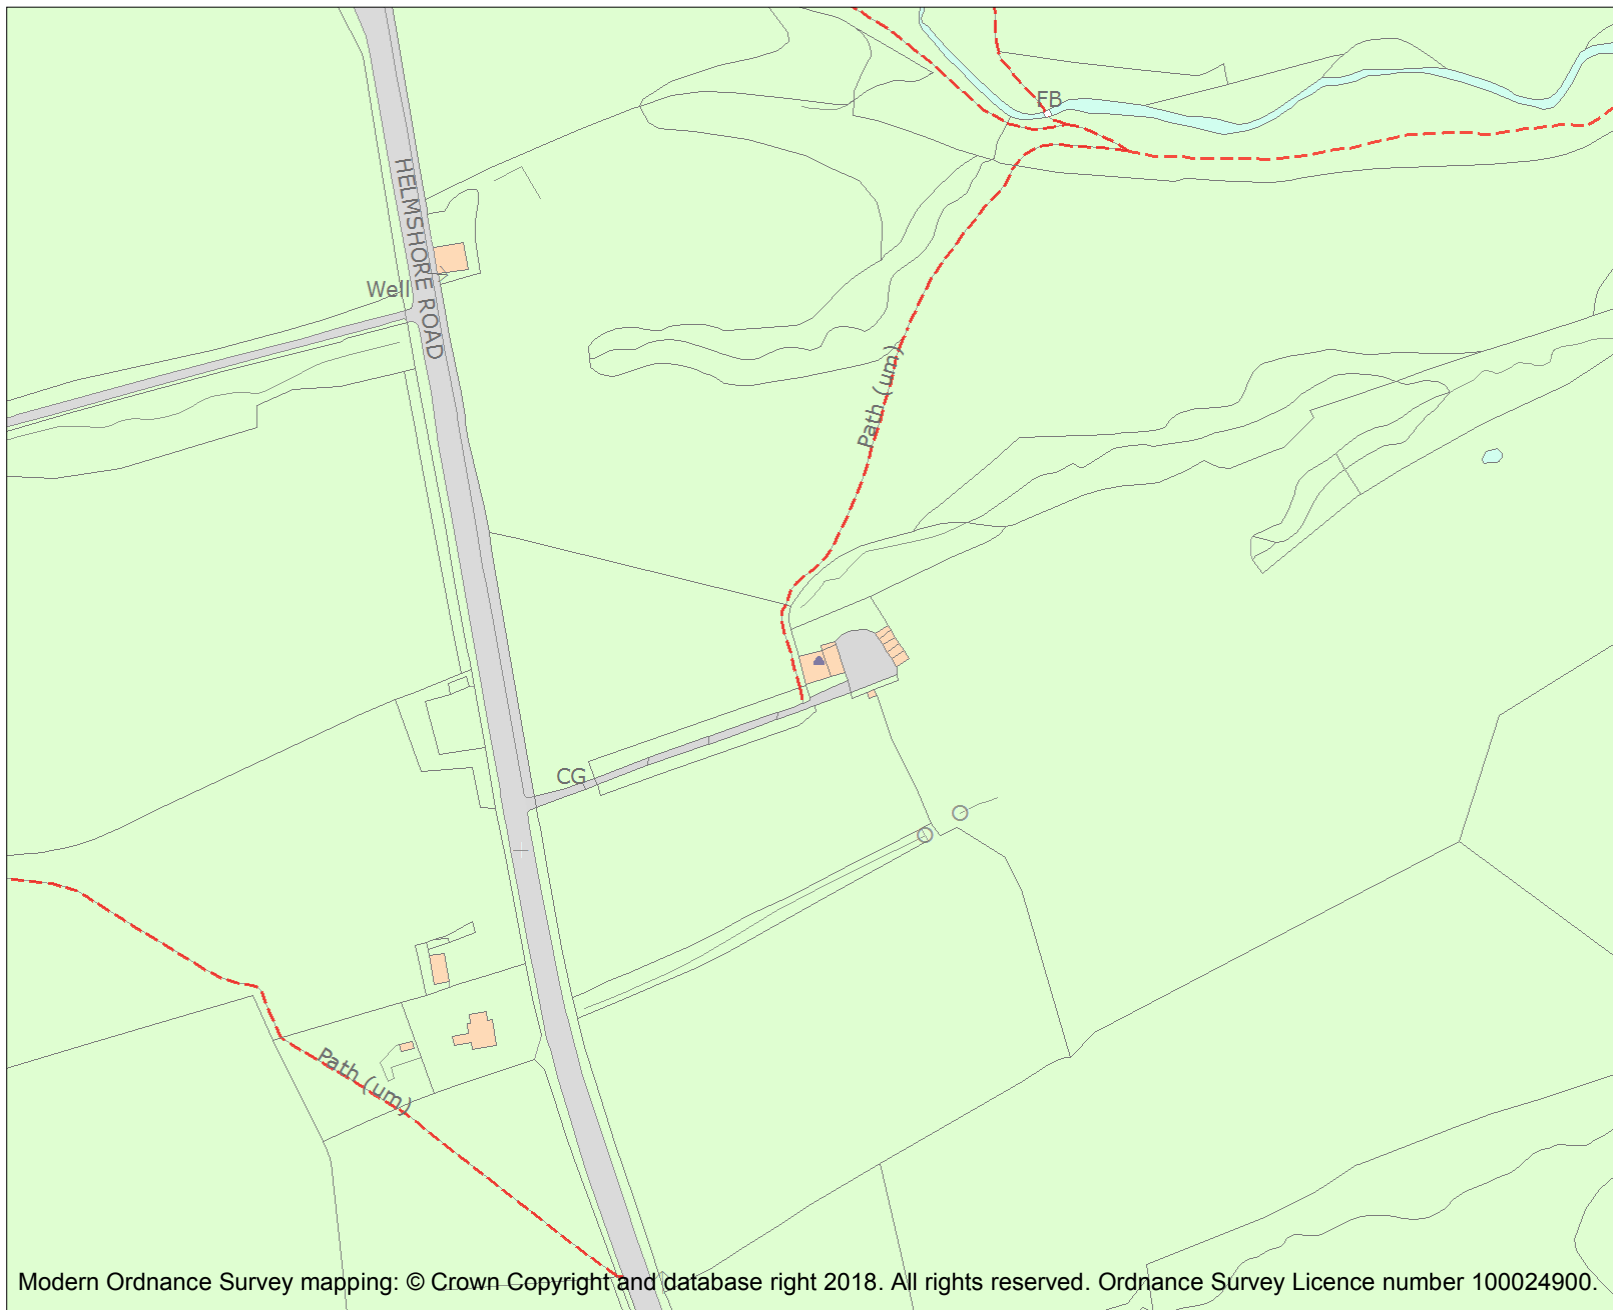 FB
HELMSHORE ROAD
Well
Path (um)
CG
Path (um)
Modern Ordnance Survey mapping: © Crown Copyright and database right 2018. All rights reserved. Ordnance Survey Licence number 100024900.